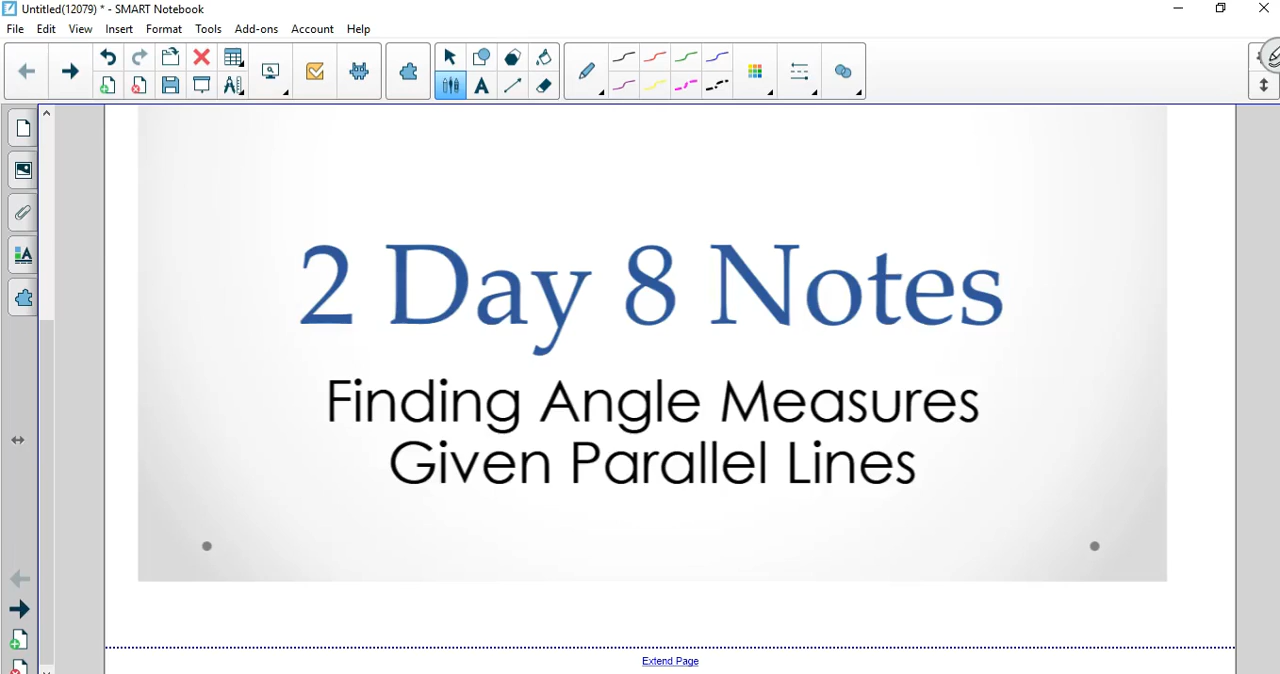 Untitled(12079) * - SMART Notebook
File Edit View Insert Format Tools Add-ons Account Help
2 Day 8 Notes
Finding Angle Measures
Given Parallel Lines
Extend Page